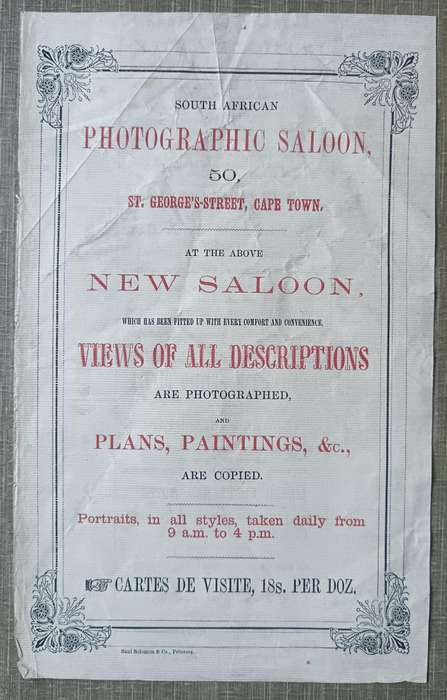 SOUTH AFRICAN
PHOTOGRAPHIC SALOON,
50,
ST. GEORGE'S-STREET, CAPE TOWN.
AT THE ABOVE
NEW SALOON,
WHICH HAS BEEN FITTED UP WITH EVERY COMFORT AND CONVENIENCE,
VIEWS OF ALL DESCRIPTIONS
ARE PHOTOGRAPHED,
AND
PLANS, PAINTINGS, &c.,
ARE COPIED.
Portraits, in all styles, taken daily from
9 a.m. to 4 p.m.
☞ CARTES DE VISITE, 18s. PER DOZ.
Saul Solomon & Co., Printers.